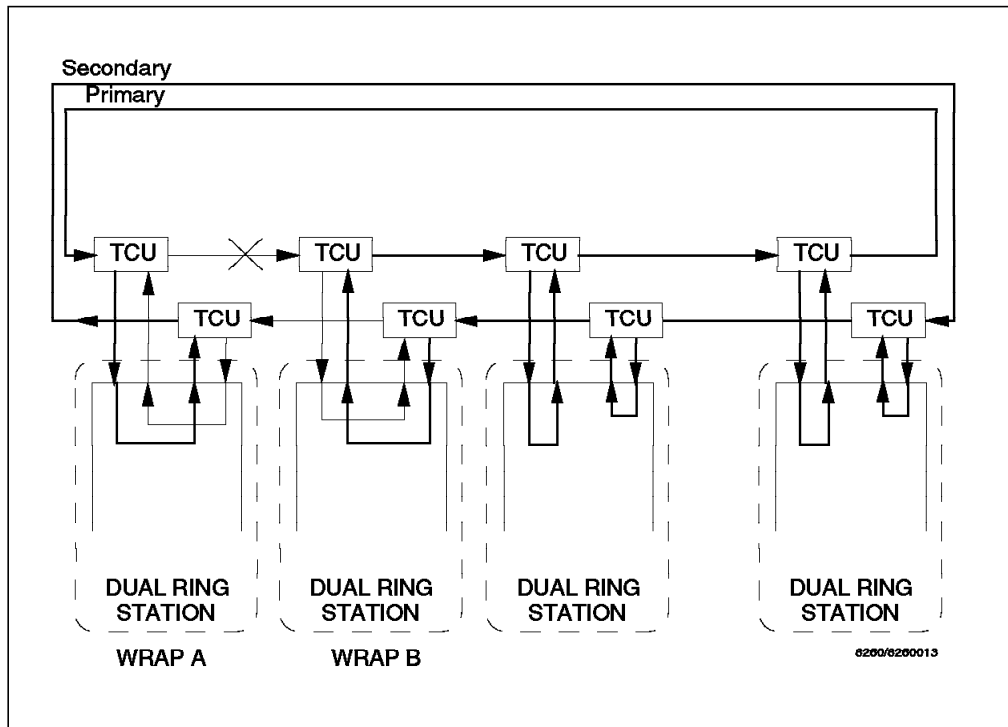 Secondary
Primary
TCU TCU TCU TCU
TCU TCU TCU TCU
DUAL RING STATION DUAL RING STATION DUAL RING STATION DUAL RING STATION
WRAP A WRAP B
6260/6260013